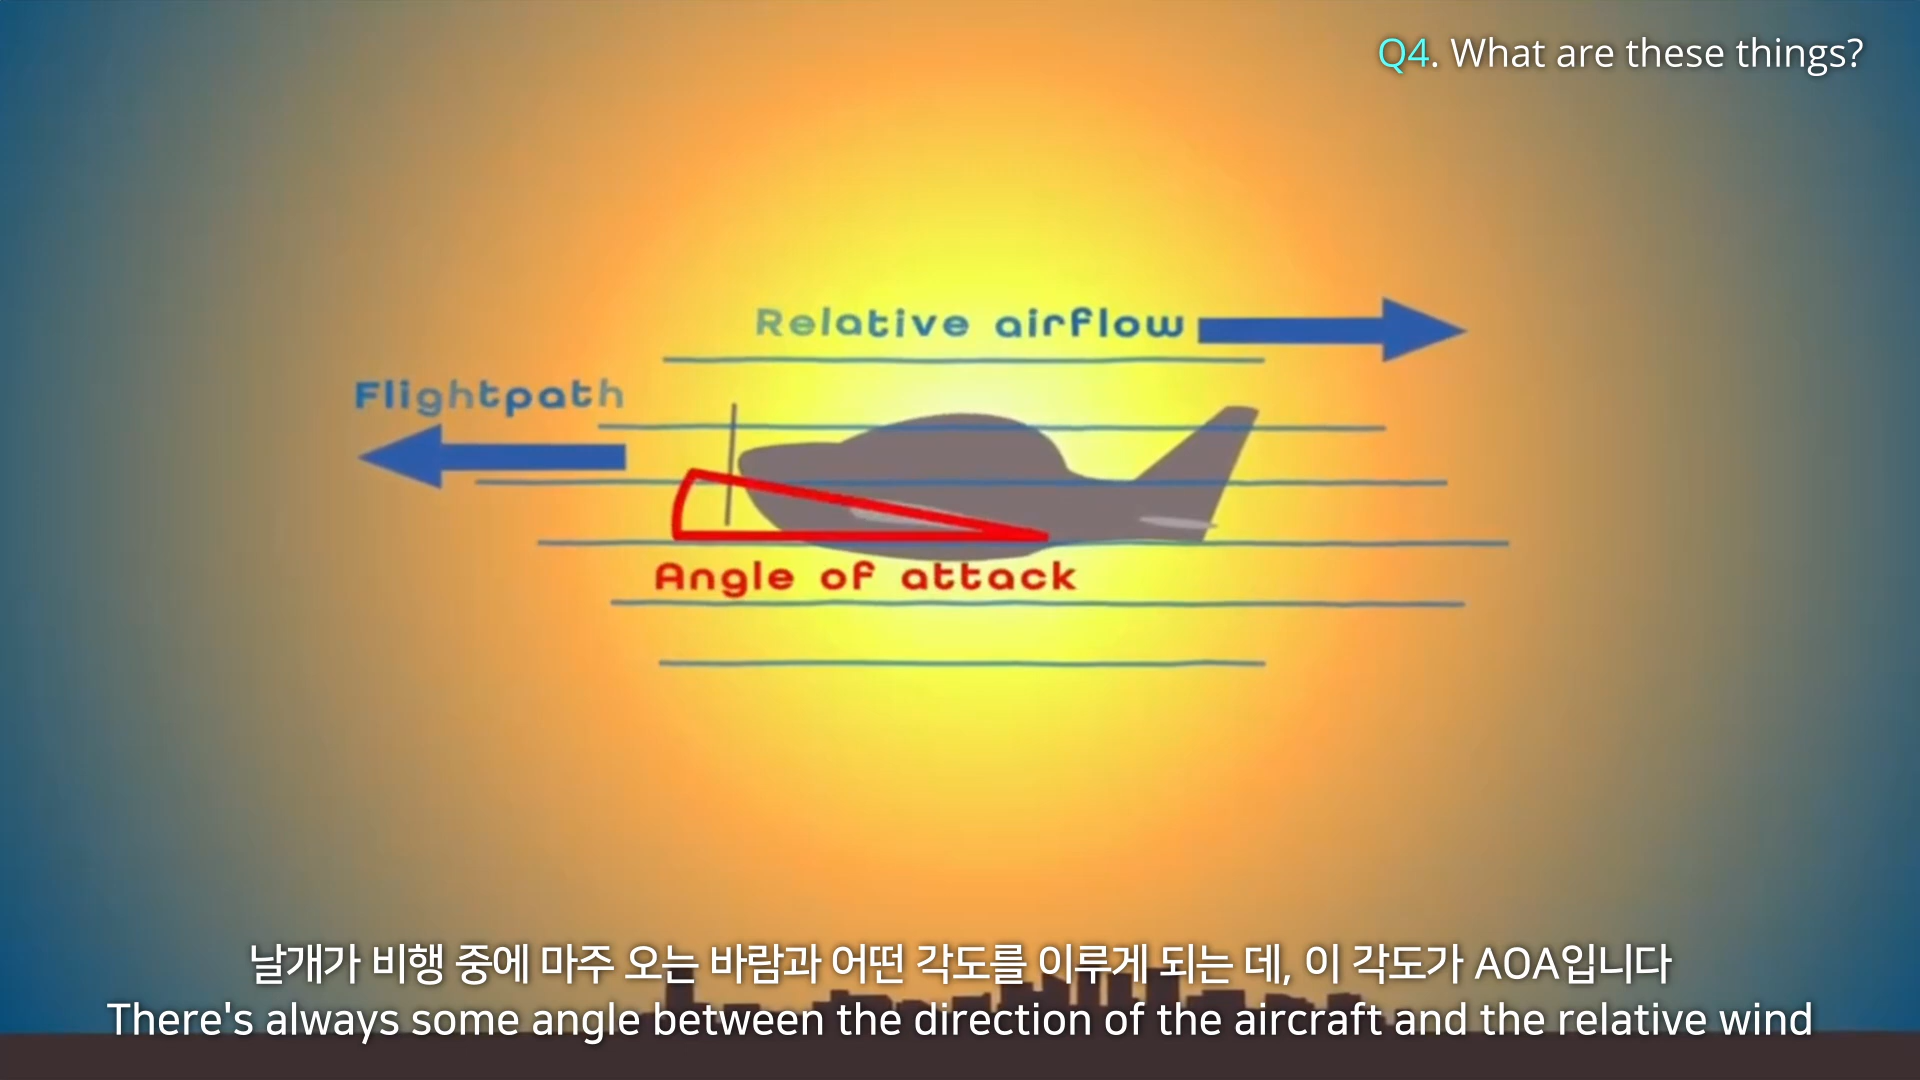 Q4. What are these things?
Relative airflow
Flightpath
Angle of attack
날개가 비행 중에 마주 오는 바람과 어떤 각도를 이루게 되는 데, 이 각도가 AOA입니다
There's always some angle between the direction of the aircraft and the relative wind